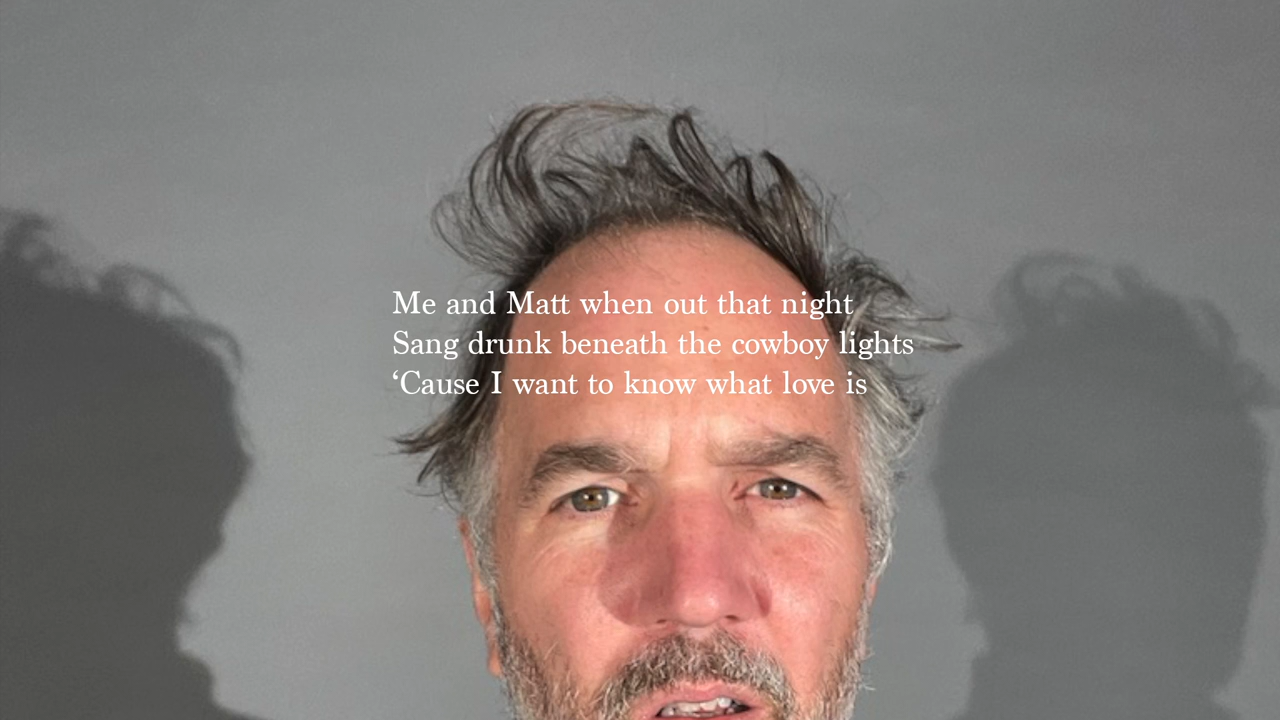 Me and Matt when out that night
Sang drunk beneath the cowboy lights
‘Cause I want to know what love is